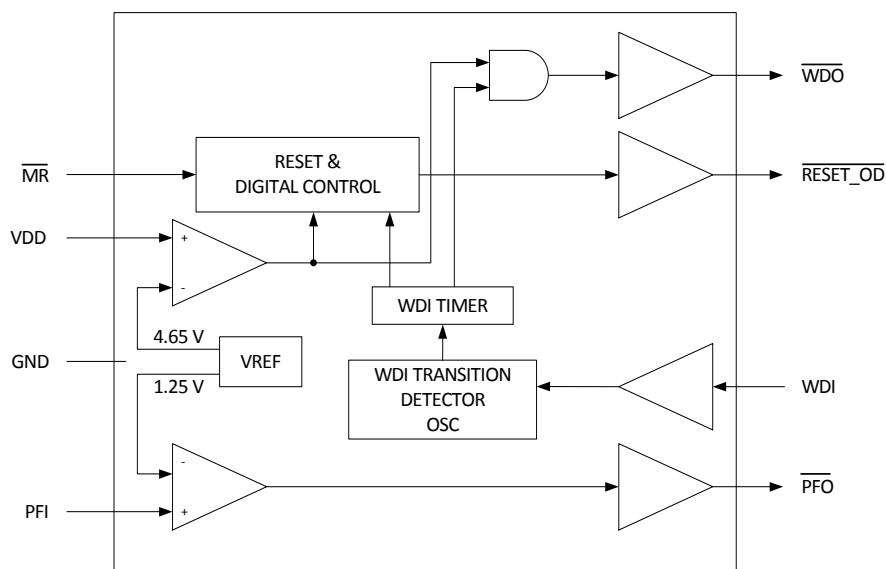 WDO
MR
RESET &
DIGITAL CONTROL
RESET_OD
VDD
+
-
WDI TIMER
4.65 V
GND
VREF
1.25 V
WDI TRANSITION
DETECTOR
OSC
WDI
-
+
PFI
PFO